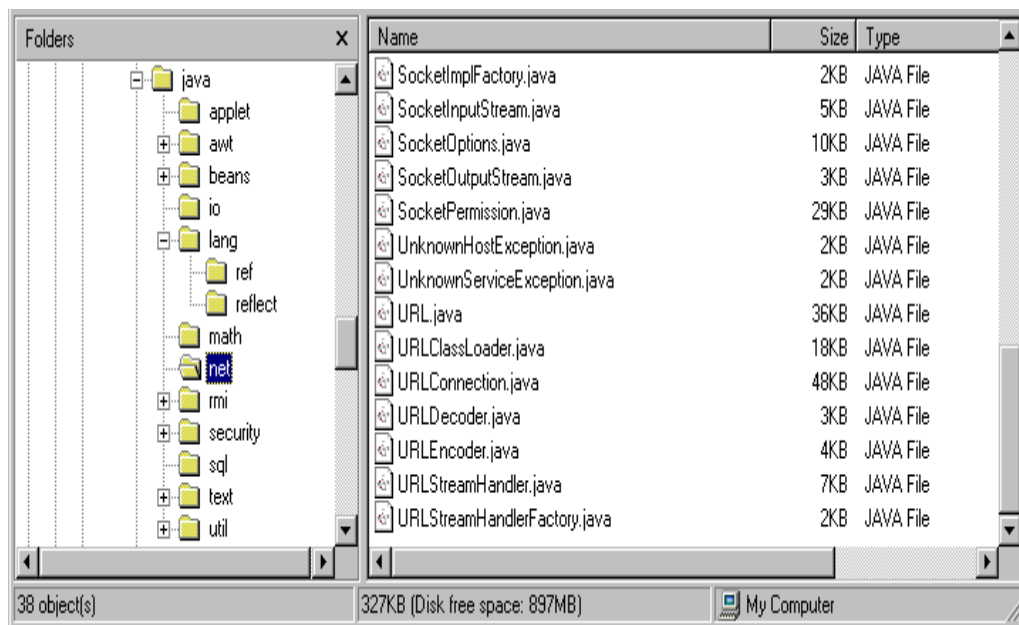 Folders x
java
applet
awt
beans
io
lang
ref
reflect
math
net
rmi
security
sql
text
util
Name Size Type
SocketImplFactory.java 2KB JAVA File
SocketInputStream.java 5KB JAVA File
SocketOptions.java 10KB JAVA File
SocketOutputStream.java 3KB JAVA File
SocketPermission.java 29KB JAVA File
UnknownHostException.java 2KB JAVA File
UnknownServiceException.java 2KB JAVA File
URL.java 36KB JAVA File
URLClassLoader.java 18KB JAVA File
URLConnection.java 48KB JAVA File
URLDecoder.java 3KB JAVA File
URLEncoder.java 4KB JAVA File
URLStreamHandler.java 7KB JAVA File
URLStreamHandlerFactory.java 2KB JAVA File
38 object(s) 327KB (Disk free space: 897MB) My Computer